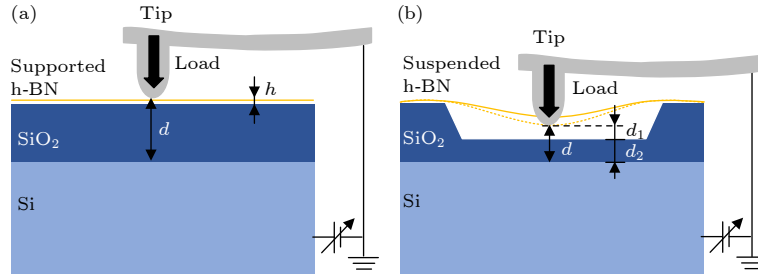 (a)
Tip
Load
Supported
h-BN
h
d
SiO₂
Si
(b)
Tip
Suspended
h-BN
Load
d₁
d
d₂
SiO₂
Si